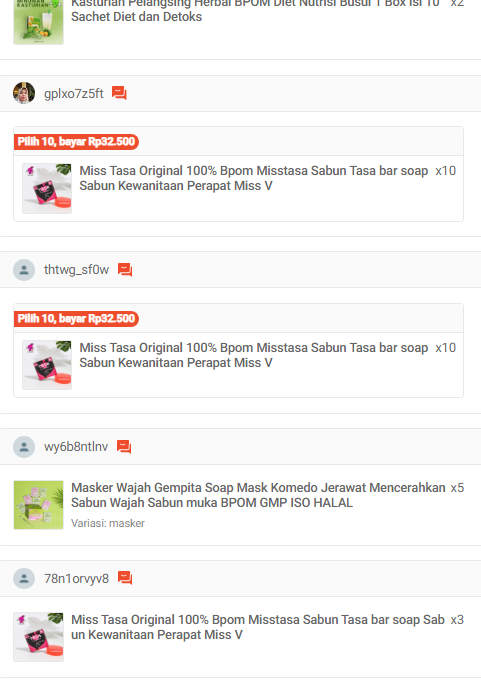 Kasturian Pelangsing Herbal BPOM Diet Nutrisi Busui 1 Box Isi 10 x2
Sachet Diet dan Detoks
gplxo7z5ft
Pilih 10, bayar Rp32.500
Miss Tasa Original 100% Bpom Misstasa Sabun Tasa bar soap x10
Sabun Kewanitaan Perapat Miss V
thtwg_sf0w
Pilih 10, bayar Rp32.500
Miss Tasa Original 100% Bpom Misstasa Sabun Tasa bar soap x10
Sabun Kewanitaan Perapat Miss V
wy6b8ntlnv
Masker Wajah Gempita Soap Mask Komedo Jerawat Mencerahkan x5
Sabun Wajah Sabun muka BPOM GMP ISO HALAL
Variasi: masker
78n1orvyv8
Miss Tasa Original 100% Bpom Misstasa Sabun Tasa bar soap Sab x3
un Kewanitaan Perapat Miss V